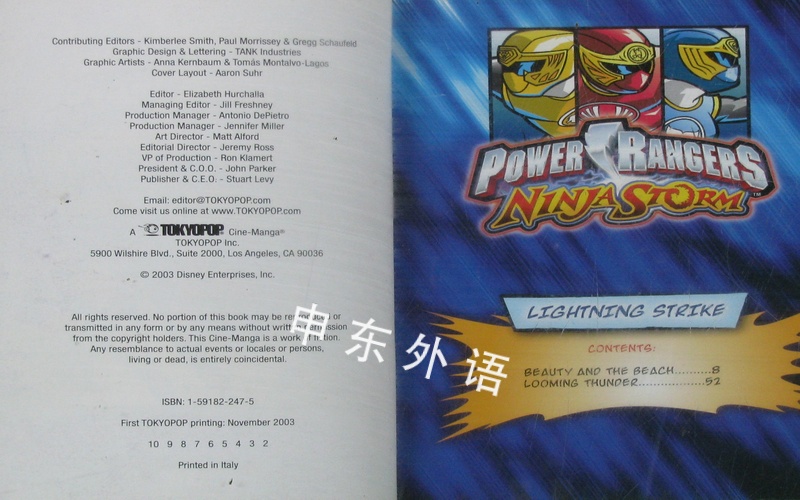 Contributing Editors - Kimberlee Smith, Paul Morrissey & Gregg Schaufeld
Graphic Design & Lettering - TANK Industries
Graphic Artists - Anna Kernbaum & Tomás Montalvo-Lagos
Cover Layout - Aaron Suhr
Editor - Elizabeth Hurchalla
Managing Editor - Jill Freshney
Production Manager - Antonio DePietro
Production Manager - Jennifer Miller
Art Director - Matt Alford
Editorial Director - Jeremy Ross
VP of Production - Ron Klamert
President & C.O.O. - John Parker
Publisher & C.E.O. - Stuart Levy
Email: editor@TOKYOPOP.com
Come visit us online at www.TOKYOPOP.com
A TOKYOPOP Cine-Manga®
TOKYOPOP Inc.
5900 Wilshire Blvd., Suite 2000, Los Angeles, CA 90036
© 2003 Disney Enterprises, Inc.
All rights reserved. No portion of this book may be reproduced or
transmitted in any form or by any means without written permission
from the copyright holders. This Cine-Manga is a work of fiction.
Any resemblance to actual events or locales or persons,
living or dead, is entirely coincidental.
ISBN: 1-59182-247-5
First TOKYOPOP printing: November 2003
10 9 8 7 6 5 4 3 2
Printed in Italy
POWER RANGERS
NINJA STORM™
LIGHTNING STRIKE
CONTENTS:
BEAUTY AND THE BEACH..........8
LOOMING THUNDER..................52
申东外语